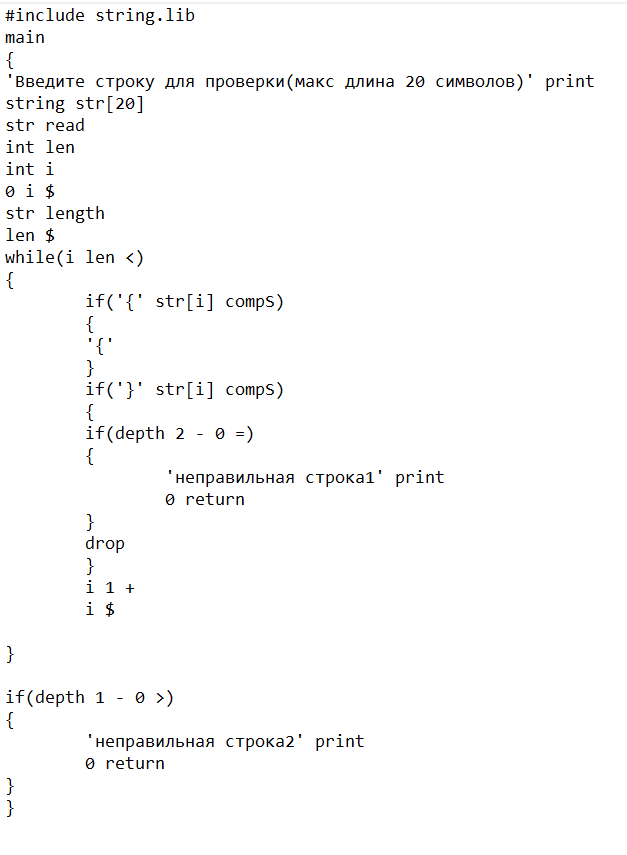 #include string.lib
main
{
'Введите строку для проверки(макс длина 20 символов)' print
string str[20]
str read
int len
int i
0 i $
str length
len $
while(i len <)
{
if('{' str[i] compS)
{
'{'
}
if('}' str[i] compS)
{
if(depth 2 - 0 =)
{
'неправильная строка1' print
0 return
}
drop
}
i 1 +
i $
}
if(depth 1 - 0 >)
{
'неправильная строка2' print
0 return
}
}